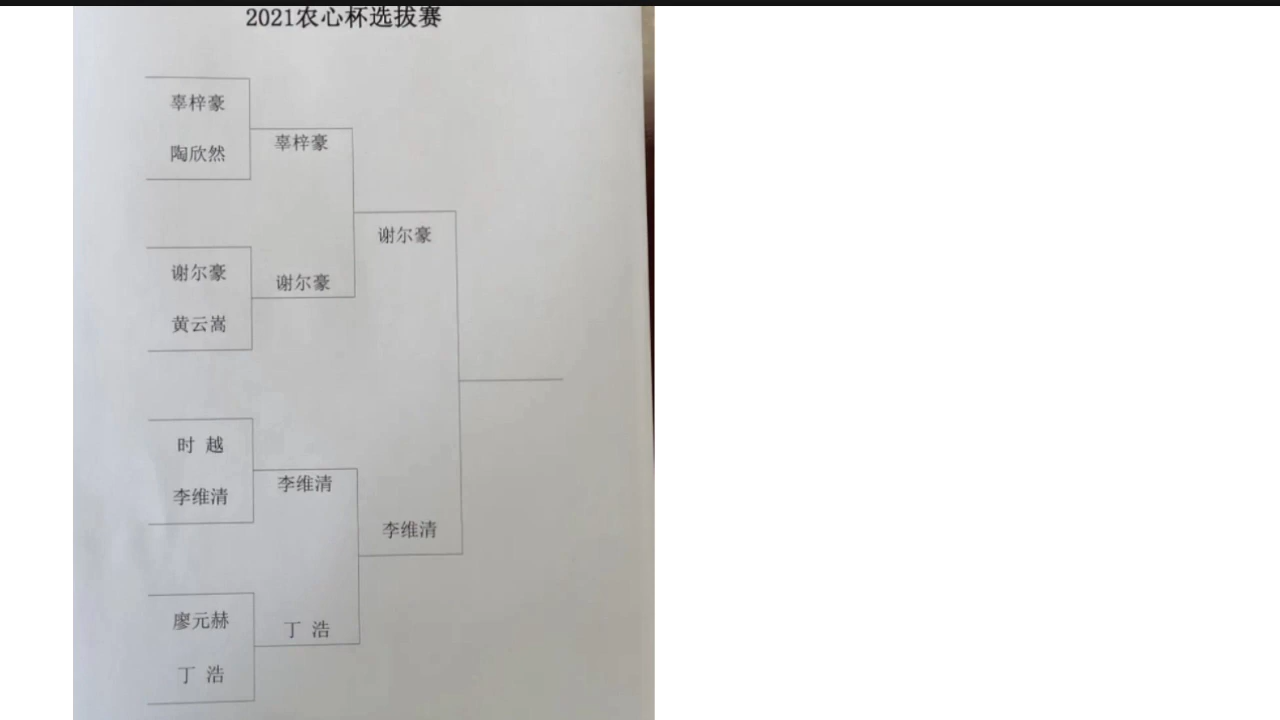 2021农心杯选拔赛
辜梓豪
辜梓豪
陶欣然
谢尔豪
谢尔豪
谢尔豪
黄云嵩
时 越
李维清
李维清
李维清
廖元赫
丁 浩
丁 浩